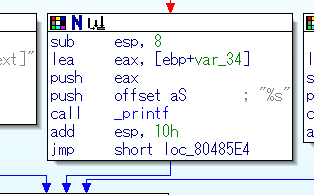 sub esp, 8
lea eax, [ebp+var_34]
ext]" push eax
push offset aS ; "%s"
call _printf
add esp, 10h
jmp short loc_80485E4